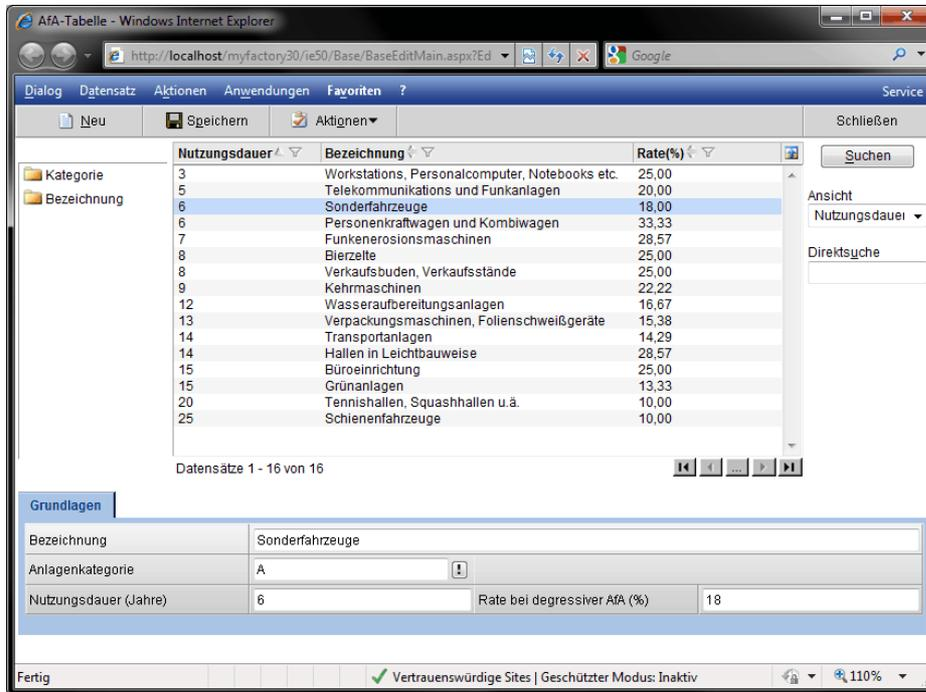 AfA-Tabelle - Windows Internet Explorer
http://localhost/myfactory30/ie50/Base/BaseEditMain.aspx?Ed Google
Dialog Datensatz Aktionen Anwendungen Favoriten ? Service
Neu Speichern Aktionen Schließen
Nutzungsdauer Bezeichnung Rate(%) Suchen
Kategorie
Bezeichnung
3 Workstations, Personalcomputer, Notebooks etc. 25,00
5 Telekommunikations und Funkanlagen 20,00
6 Sonderfahrzeuge 18,00
6 Personenkraftwagen und Kombiwagen 33,33
7 Funkenerosionsmaschinen 28,57
8 Bierzelte 25,00
8 Verkaufsbuden, Verkaufsstände 25,00
9 Kehrmaschinen 22,22
12 Wasseraufbereitungsanlagen 16,67
13 Verpackungsmaschinen, Folienschweißgeräte 15,38
14 Transportanlagen 14,29
14 Hallen in Leichtbauweise 28,57
15 Büroeinrichtung 25,00
15 Grünanlagen 13,33
20 Tennishallen, Squashhallen u.ä. 10,00
25 Schienenfahrzeuge 10,00
Ansicht
Nutzungsdauer
Direktsuche
Datensätze 1 - 16 von 16 ...
Grundlagen
Bezeichnung Sonderfahrzeuge
Anlagenkategorie A !
Nutzungsdauer (Jahre) 6 Rate bei degressiver AfA (%) 18
Fertig Vertrauenswürdige Sites | Geschützter Modus: Inaktiv 110%